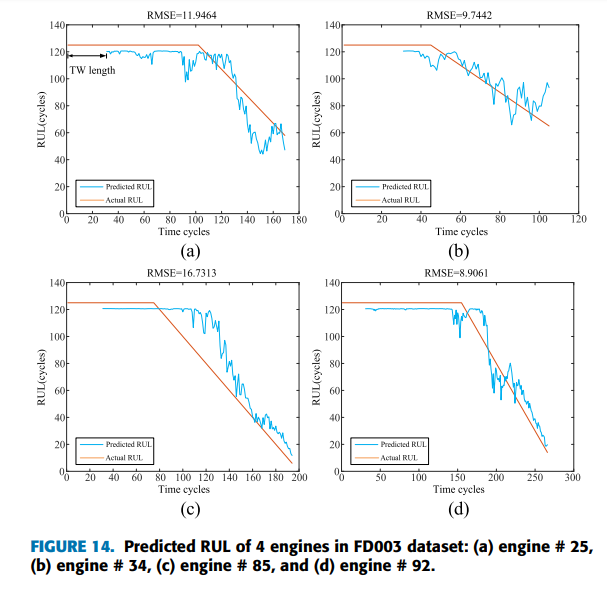 RMSE=11.9464
140
120
100
80
60
40
20
0
RUL(cycles)
TW length
Predicted RUL
Actual RUL
0 20 40 60 80 100 120 140 160 180
Time cycles
(a)
RMSE=9.7442
140
120
100
80
60
40
20
0
RUL(cycles)
Predicted RUL
Actual RUL
0 20 40 60 80 100 120
Time cycles
(b)
RMSE=16.7313
140
120
100
80
60
40
20
0
RUL(cycles)
Predicted RUL
Actual RUL
0 20 40 60 80 100 120 140 160 180 200
Time cycles
(c)
RMSE=8.9061
140
120
100
80
60
40
20
0
RUL(cycles)
Predicted RUL
Actual RUL
0 50 100 150 200 250 300
Time cycles
(d)
FIGURE 14. Predicted RUL of 4 engines in FD003 dataset: (a) engine # 25,
(b) engine # 34, (c) engine # 85, and (d) engine # 92.